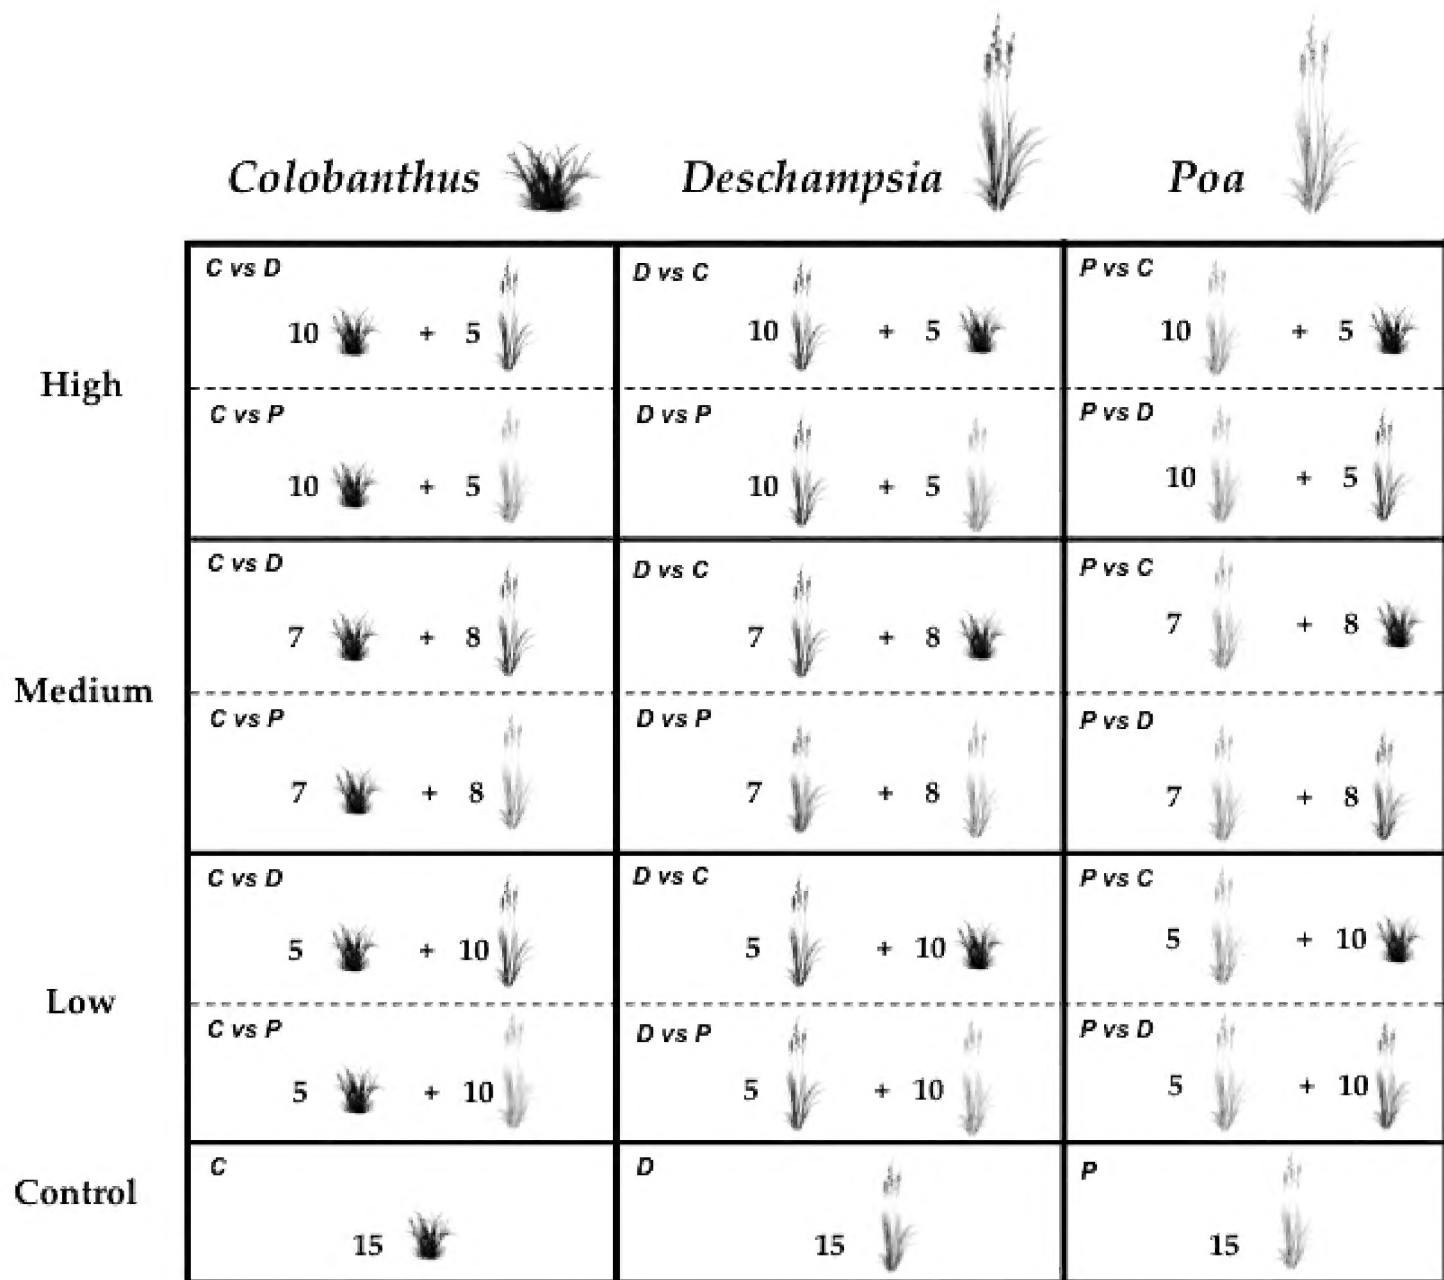 Colobanthus Deschampsia Poa
High
C vs D D vs C P vs C
10 + 5 10 + 5 10 + 5
C vs P D vs P P vs D
10 + 5 10 + 5 10 + 5
Medium
C vs D D vs C P vs C
7 + 8 7 + 8 7 + 8
C vs P D vs P P vs D
7 + 8 7 + 8 7 + 8
Low
C vs D D vs C P vs C
5 + 10 5 + 10 5 + 10
C vs P D vs P P vs D
5 + 10 5 + 10 5 + 10
Control
C D P
15 15 15